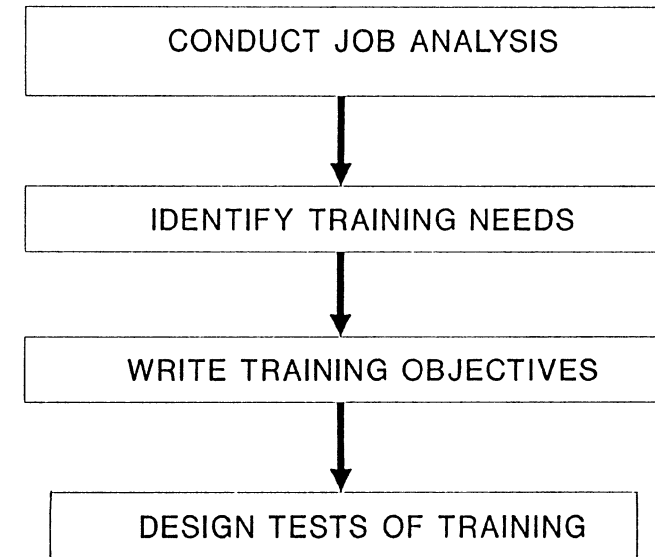 CONDUCT JOB ANALYSIS
IDENTIFY TRAINING NEEDS
WRITE TRAINING OBJECTIVES
DESIGN TESTS OF TRAINING